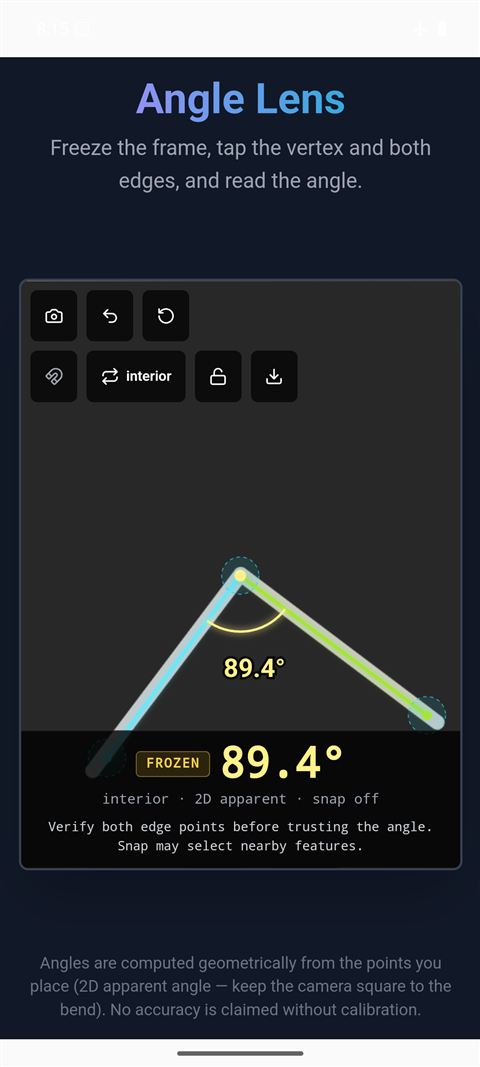 8:15
Angle Lens
Freeze the frame, tap the vertex and both
edges, and read the angle.
interior
89.4°
FROZEN 89.4°
interior · 2D apparent · snap off
Verify both edge points before trusting the angle.
Snap may select nearby features.
Angles are computed geometrically from the points you
place (2D apparent angle — keep the camera square to the
bend). No accuracy is claimed without calibration.